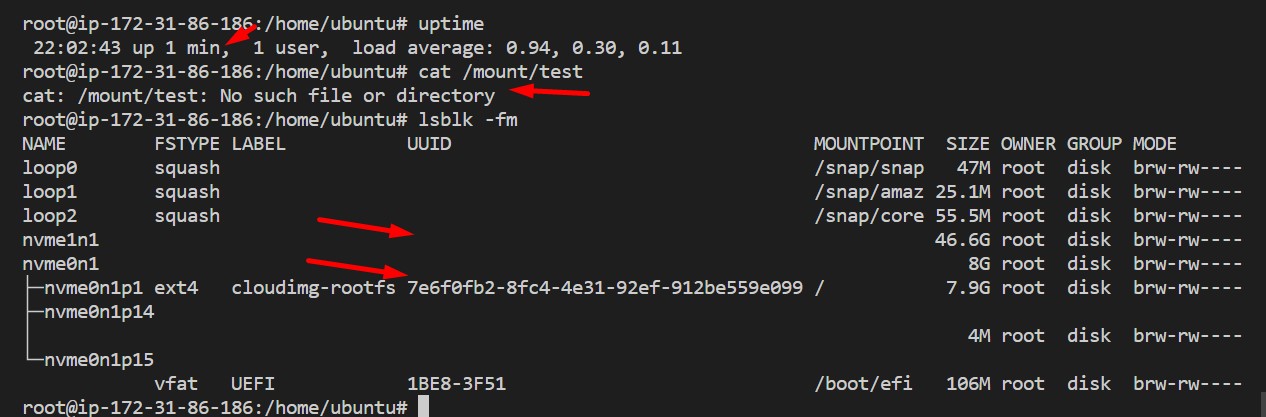 root@ip-172-31-86-186:/home/ubuntu# uptime
 22:02:43 up 1 min,  1 user,  load average: 0.94, 0.30, 0.11
root@ip-172-31-86-186:/home/ubuntu# cat /mount/test
cat: /mount/test: No such file or directory
root@ip-172-31-86-186:/home/ubuntu# lsblk -fm
NAME        FSTYPE LABEL           UUID                                 MOUNTPOINT  SIZE OWNER GROUP MODE
loop0       squash                                                      /snap/snap   47M root  disk  brw-rw----
loop1       squash                                                      /snap/amaz 25.1M root  disk  brw-rw----
loop2       squash                                                      /snap/core 55.5M root  disk  brw-rw----
nvme1n1                                                                            46.6G root  disk  brw-rw----
nvme0n1                                                                               8G root  disk  brw-rw----
├─nvme0n1p1 ext4   cloudimg-rootfs 7e6f0fb2-8fc4-4e31-92ef-912be559e099 /           7.9G root  disk  brw-rw----
├─nvme0n1p14
│                                                                                     4M root  disk  brw-rw----
└─nvme0n1p15
            vfat   UEFI            1BE8-3F51                            /boot/efi   106M root  disk  brw-rw----
root@ip-172-31-86-186:/home/ubuntu#